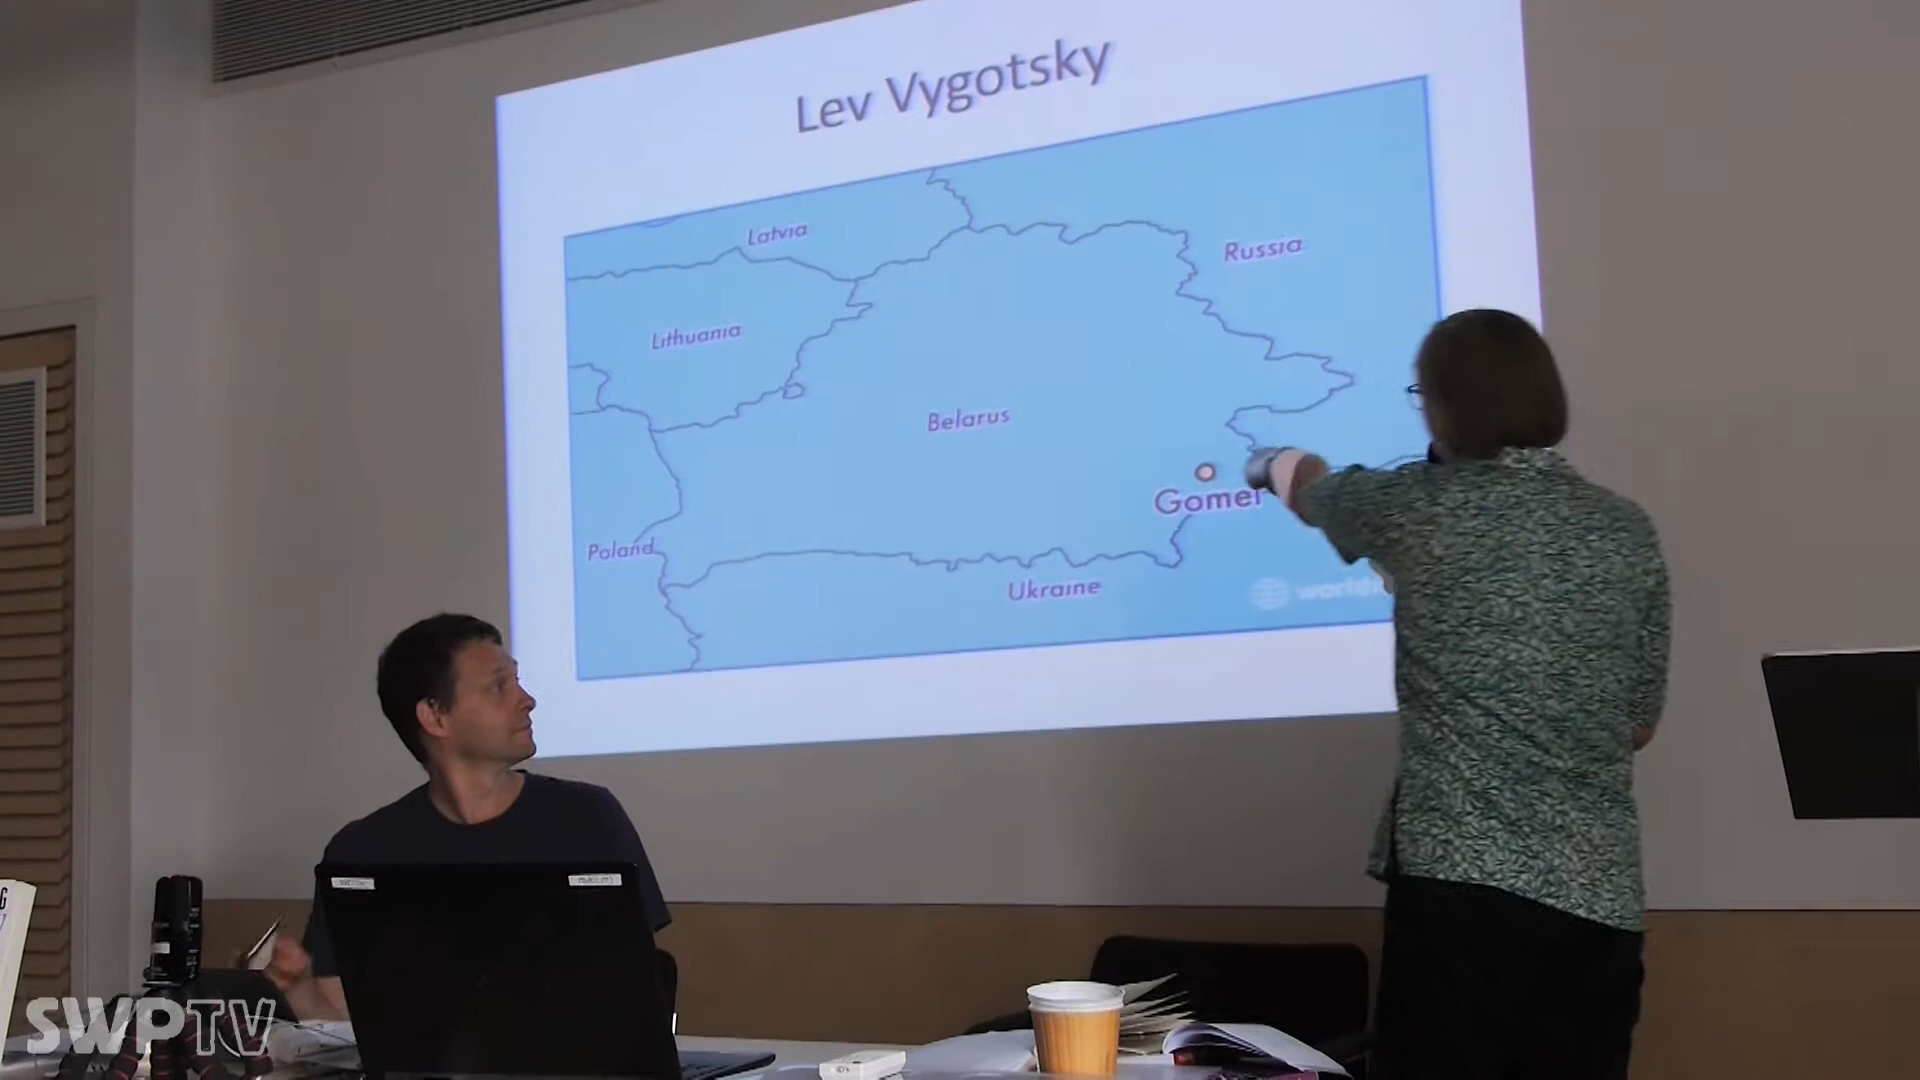 Lev Vygotsky
Latvia
Russia
Lithuania
Belarus
Gomel
Poland
Ukraine
SWPTV